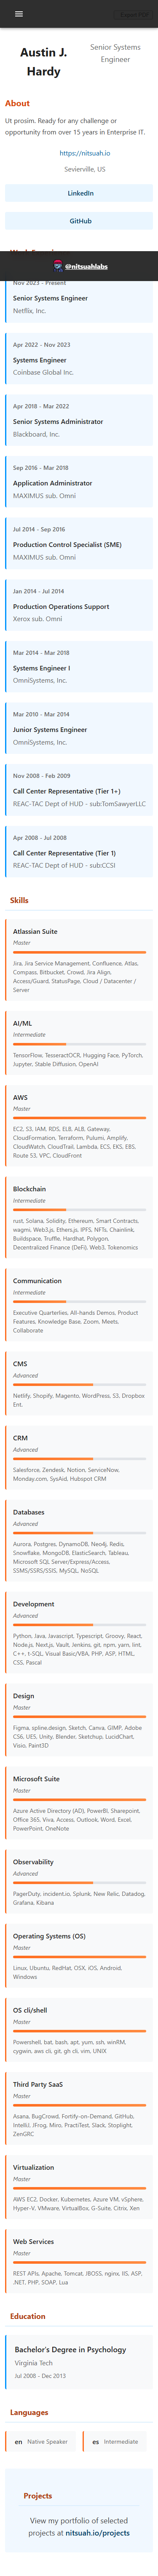 Austin J.
Hardy
Senior Systems
Engineer
About
Ut prosim. Ready for any challenge or
opportunity from over 15 years in Enterprise IT.
https://nitsuah.io
Sevierville, US
LinkedIn
GitHub
@nitsuahlabs
Nov 2023 - Present
Senior Systems Engineer
Netflix, Inc.
Apr 2022 - Nov 2023
Systems Engineer
Coinbase Global Inc.
Apr 2018 - Mar 2022
Senior Systems Administrator
Blackboard, Inc.
Sep 2016 - Mar 2018
Application Administrator
MAXIMUS sub. Omni
Jul 2014 - Sep 2016
Production Control Specialist (SME)
MAXIMUS sub. Omni
Jan 2014 - Jul 2014
Production Operations Support
Xerox sub. Omni
Mar 2014 - Mar 2018
Systems Engineer I
OmniSystems, Inc.
Mar 2010 - Mar 2014
Junior Systems Engineer
OmniSystems, Inc.
Nov 2008 - Feb 2009
Call Center Representative (Tier 1+)
REAC-TAC Dept of HUD - sub:TomSawyerLLC
Apr 2008 - Jul 2008
Call Center Representative (Tier 1)
REAC-TAC Dept of HUD - sub:CCSI
Skills
Atlassian Suite
Master
Jira, Jira Service Management, Confluence, Atlas,
Compass, Bitbucket, Crowd, Jira Align,
Access/Guard, StatusPage, Cloud / Datacenter /
Server
AI/ML
Intermediate
TensorFlow, TesseractOCR, Hugging Face, PyTorch,
Jupyter, Stable Diffusion, OpenAI
AWS
Master
EC2, S3, IAM, RDS, ELB, ALB, Gateway,
CloudFormation, Terraform, Pulumi, Amplify,
CloudWatch, CloudTrail, Lambda, ECS, EKS, EBS,
Route 53, VPC, CloudFront
Blockchain
Intermediate
rust, Solana, Solidity, Ethereum, Smart Contracts,
wagmi, Web3.js, Ethers.js, IPFS, NFTs, Chainlink,
Buildspace, Truffle, Hardhat, Polygon,
Decentralized Finance (DeFi), Web3, Tokenomics
Communication
Intermediate
Executive Quarterlies, All-hands Demos, Product
Features, Knowledge Base, Zoom, Meets,
Collaborate
CMS
Advanced
Netlify, Shopify, Magento, WordPress, S3, Dropbox
Ent.
CRM
Advanced
Salesforce, Zendesk, Notion, ServiceNow,
Monday.com, SysAid, Hubspot CRM
Databases
Advanced
Aurora, Postgres, DynamoDB, Neo4j, Redis,
Snowflake, MongoDB, ElasticSearch, Tableau,
Microsoft SQL Server/Express/Access,
SSMS/SSRS/SSIS, MySQL, NoSQL
Development
Advanced
Python, Java, Javascript, Typescript, Groovy, React,
Node.js, Next.js, Vault, Jenkins, git, npm, yarn, lint,
C++, t-SQL, Visual Basic/VBA, PHP, ASP, HTML,
CSS, Pascal
Design
Master
Figma, spline.design, Sketch, Canva, GIMP, Adobe
CS6, UE5, Unity, Blender, Sketchup, LucidChart,
Visio, Paint3D
Microsoft Suite
Master
Azure Active Directory (AD), PowerBI, Sharepoint,
Office 365, Viva, Access, Outlook, Word, Excel,
PowerPoint, OneNote
Observability
Advanced
PagerDuty, incident.io, Splunk, New Relic, Datadog,
Grafana, Kibana
Operating Systems (OS)
Master
Linux, Ubuntu, RedHat, OSX, iOS, Android,
Windows
OS cli/shell
Master
Powershell, bat, bash, apt, yum, ssh, winRM,
cygwin, aws cli, git, gh cli, vim, UNIX
Third Party SaaS
Master
Asana, BugCrowd, Fortify-on-Demand, GitHub,
IntelliJ, JFrog, Miro, PractiTest, Slack, Stoplight,
ZenGRC
Virtualization
Master
AWS EC2, Docker, Kubernetes, Azure VM, vSphere,
Hyper-V, VMware, VirtualBox, G-Suite, Citrix, Xen
Web Services
Master
REST APIs, Apache, Tomcat, JBOSS, nginx, IIS, ASP,
.NET, PHP, SOAP, Lua
Education
Bachelor's Degree in Psychology
Virginia Tech
Jul 2008 - Dec 2013
Languages
en Native Speaker
es Intermediate
Projects
View my portfolio of selected
projects at nitsuah.io/projects